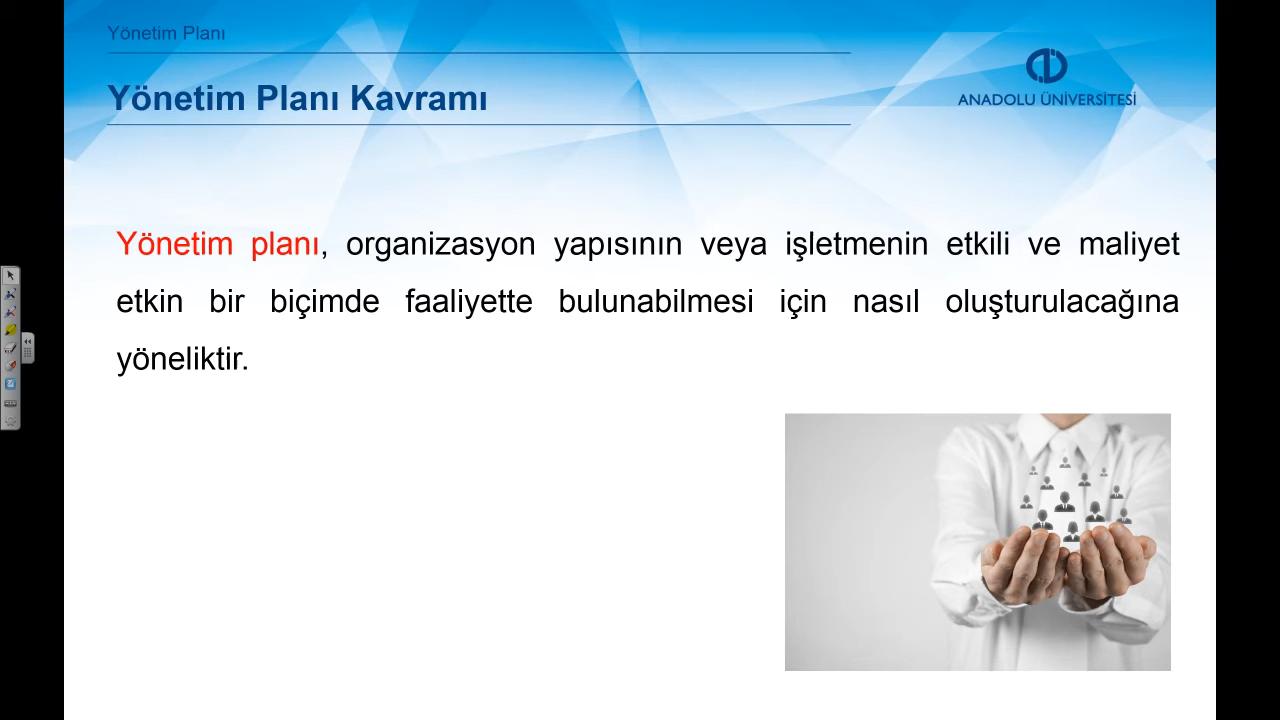 Yönetim Planı
Yönetim Planı Kavramı
ANADOLU ÜNİVERSİTESİ
Yönetim planı, organizasyon yapısının veya işletmenin etkili ve maliyet
etkin bir biçimde faaliyette bulunabilmesi için nasıl oluşturulacağına
yöneliktir.